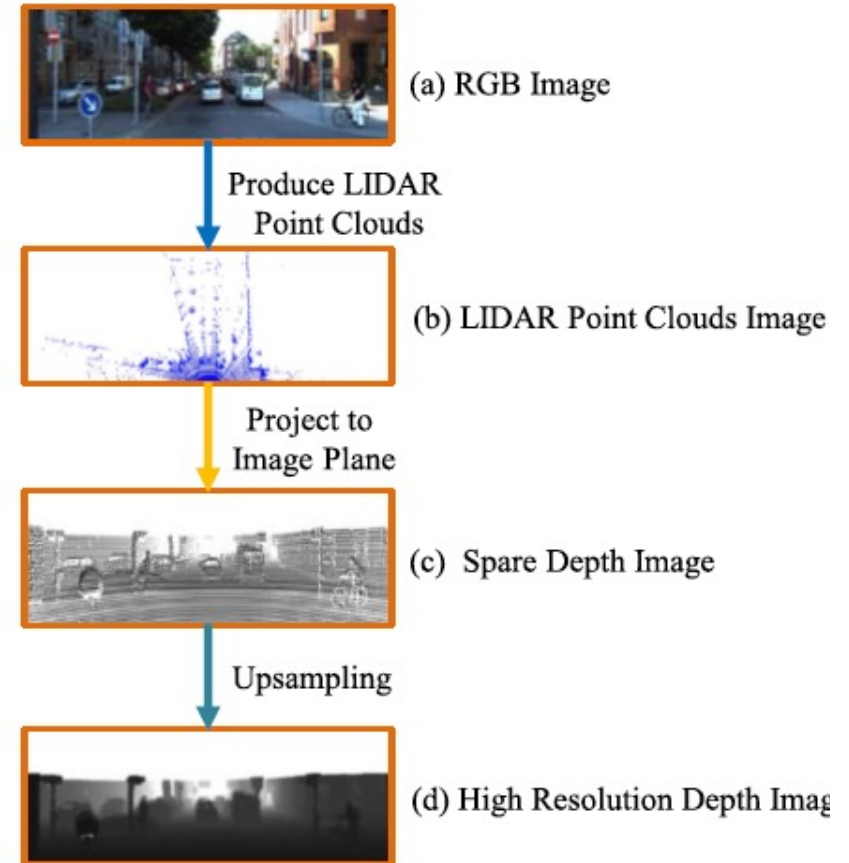 (a) RGB Image
Produce LIDAR
Point Clouds
(b) LIDAR Point Clouds Image
Project to
Image Plane
(c) Spare Depth Image
Upsampling
(d) High Resolution Depth Imag